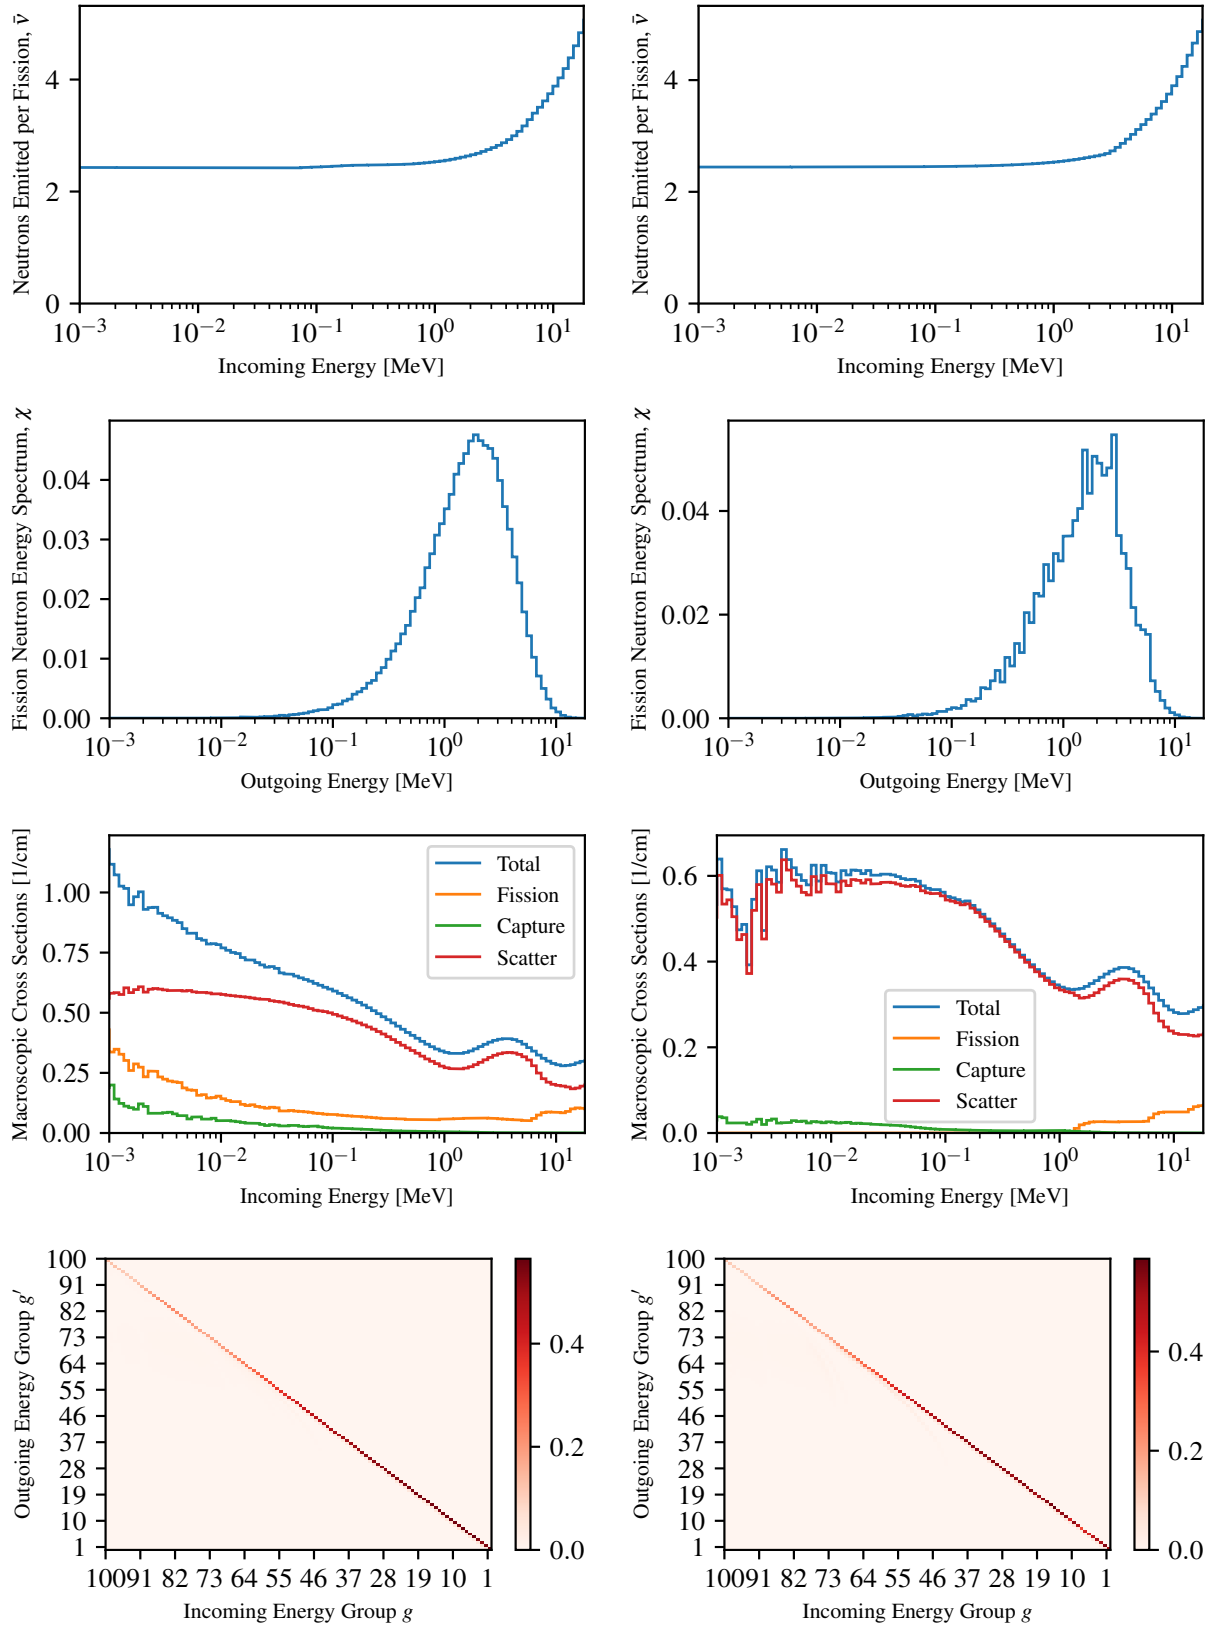 Neutrons Emitted per Fission, ν̄
4
2
0
10⁻³ 10⁻² 10⁻¹ 10⁰ 10¹
Incoming Energy [MeV]
Neutrons Emitted per Fission, ν̄
4
2
0
10⁻³ 10⁻² 10⁻¹ 10⁰ 10¹
Incoming Energy [MeV]
Fission Neutron Energy Spectrum, χ
0.04
0.03
0.02
0.01
0.00
10⁻³ 10⁻² 10⁻¹ 10⁰ 10¹
Outgoing Energy [MeV]
Fission Neutron Energy Spectrum, χ
0.04
0.02
0.00
10⁻³ 10⁻² 10⁻¹ 10⁰ 10¹
Outgoing Energy [MeV]
Macroscopic Cross Sections [1/cm]
1.00
0.75
0.50
0.25
0.00
Total
Fission
Capture
Scatter
10⁻³ 10⁻² 10⁻¹ 10⁰ 10¹
Incoming Energy [MeV]
Macroscopic Cross Sections [1/cm]
0.6
0.4
0.2
0.0
Total
Fission
Capture
Scatter
10⁻³ 10⁻² 10⁻¹ 10⁰ 10¹
Incoming Energy [MeV]
Outgoing Energy Group g′
100
91
82
73
64
55
46
37
28
19
10
1
100 91 82 73 64 55 46 37 28 19 10 1
Incoming Energy Group g
0.4
0.2
0.0
Outgoing Energy Group g′
100
91
82
73
64
55
46
37
28
19
10
1
100 91 82 73 64 55 46 37 28 19 10 1
Incoming Energy Group g
0.4
0.2
0.0